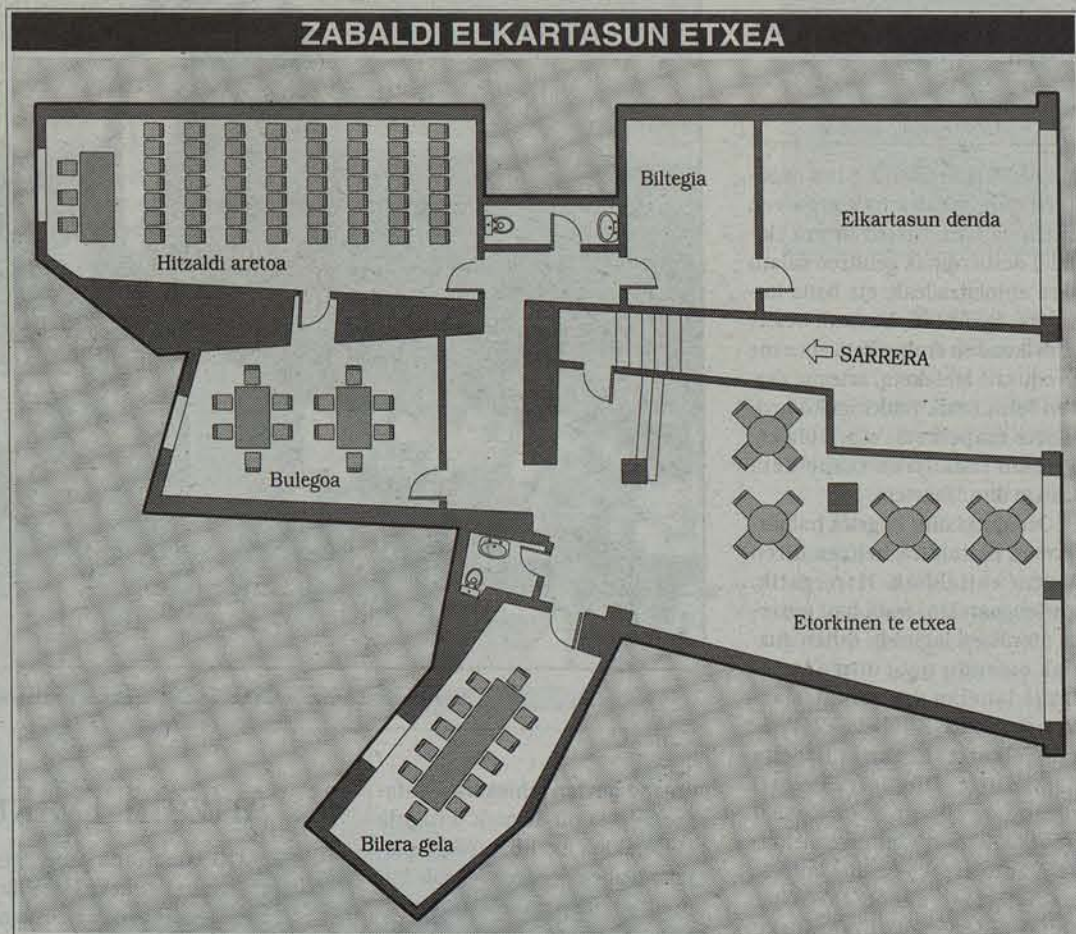 ZABALDI ELKARTASUN ETXEA
Biltegia
Elkartasun denda
Hitzaldi aretoa
SARRERA
Bulegoa
Etorkinen te etxea
Bilera gela